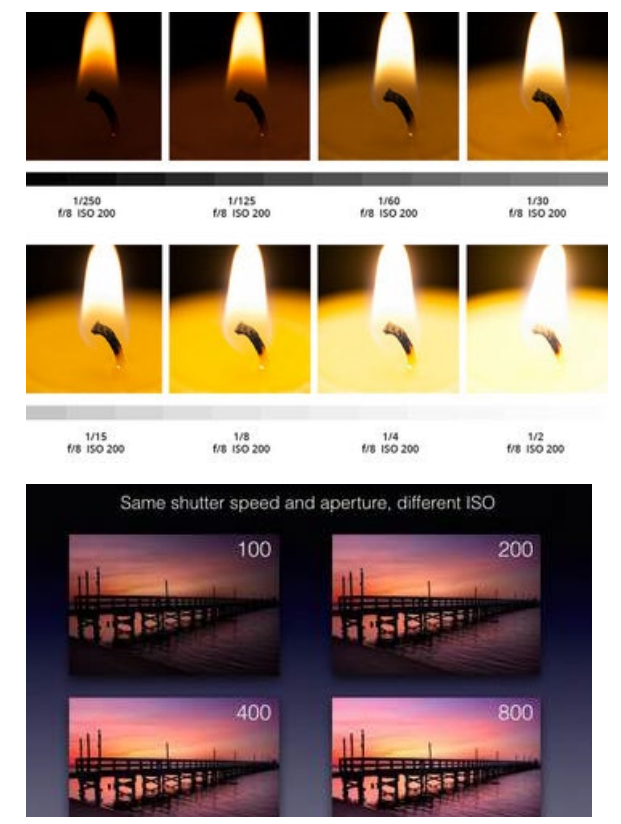 1/250
f/8 ISO 200
1/125
f/8 ISO 200
1/60
f/8 ISO 200
1/30
f/8 ISO 200
1/15
f/8 ISO 200
1/8
f/8 ISO 200
1/4
f/8 ISO 200
1/2
f/8 ISO 200
Same shutter speed and aperture, different ISO
100
200
400
800